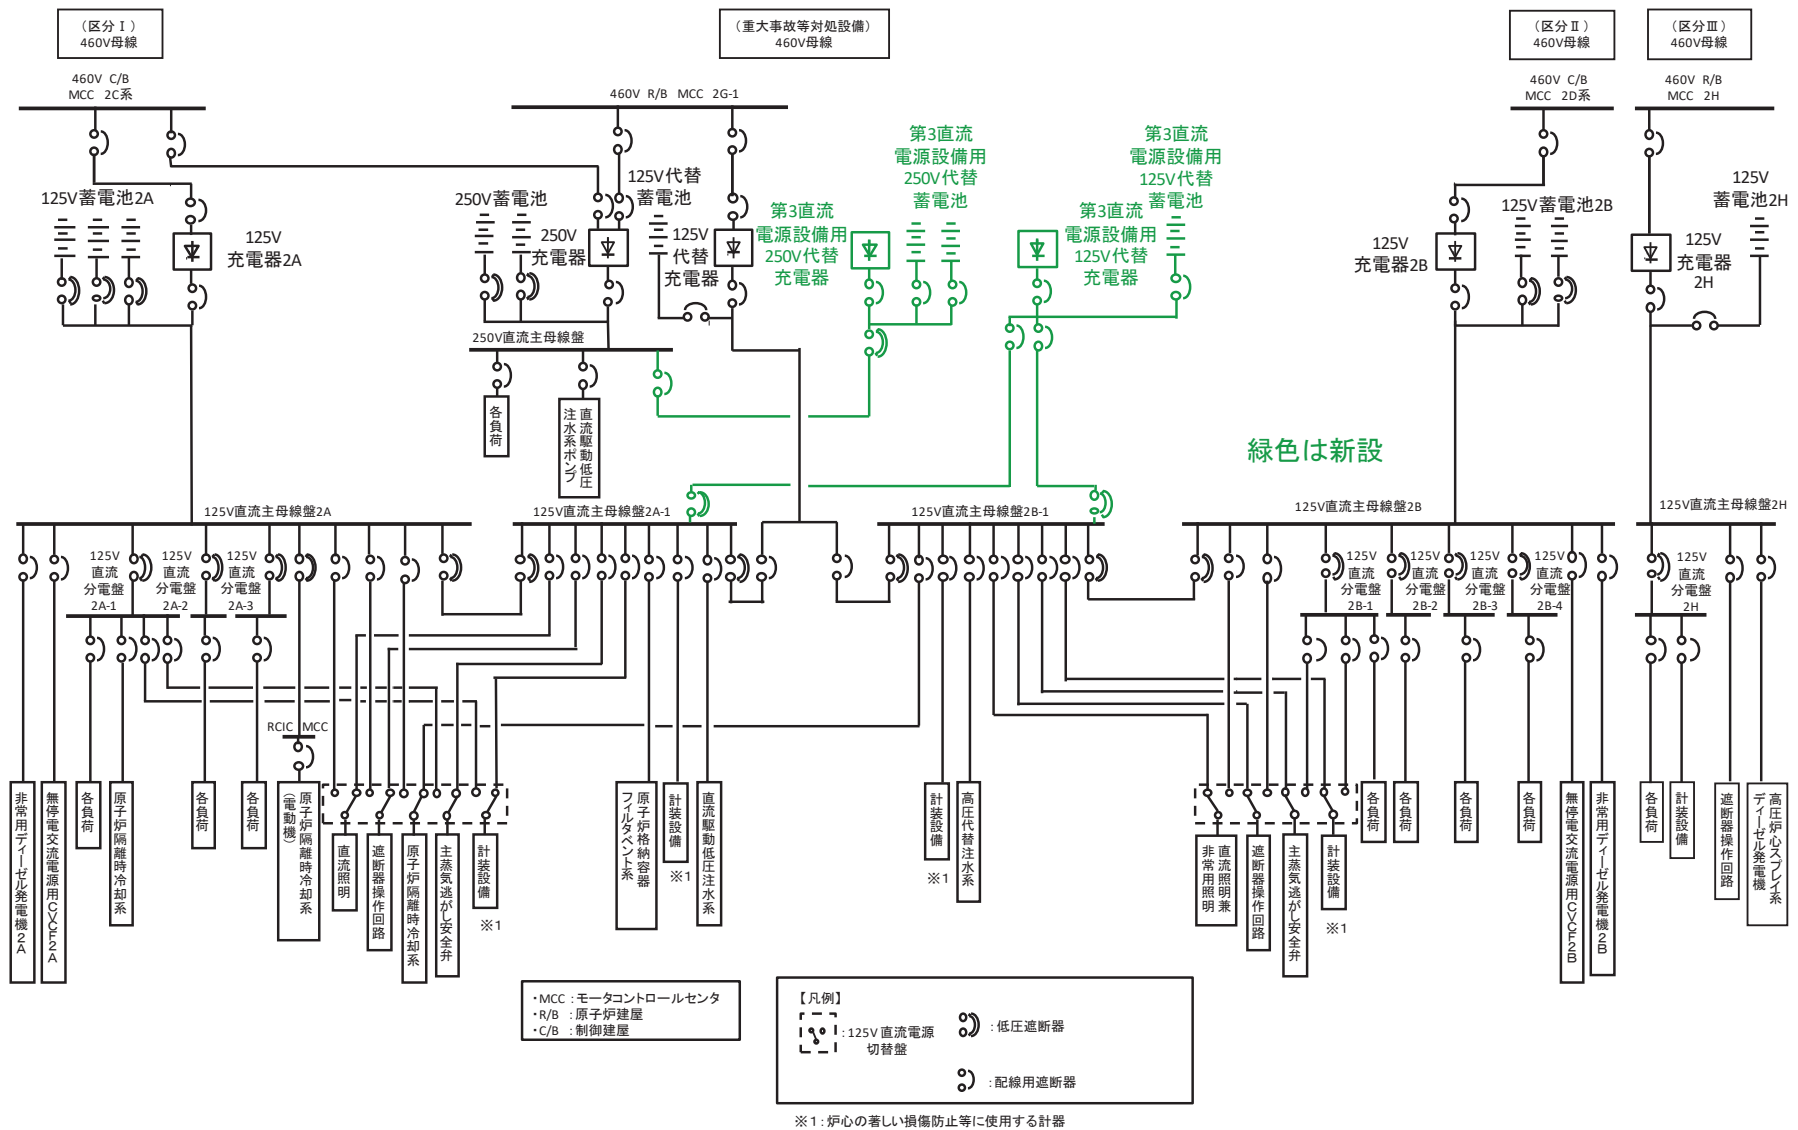 （区分Ⅰ）
460V母線
（重大事故等対処設備）
460V母線
（区分Ⅱ）
460V母線
（区分Ⅲ）
460V母線
460V C/B
MCC 2C系
460V R/B MCC 2G-1
460V C/B
MCC 2D系
460V R/B
MCC 2H
125V蓄電池2A
125V
充電器2A
250V蓄電池
250V
充電器
125V代替
蓄電池
125V
代替
充電器
第3直流
電源設備用
250V代替
充電器
第3直流
電源設備用
250V代替
蓄電池
第3直流
電源設備用
125V代替
充電器
第3直流
電源設備用
125V代替
蓄電池
125V
充電器2B
125V蓄電池2B
125V
充電器
2H
125V
蓄電池2H
250V直流主母線盤
各負荷
直流駆動低圧
注水系ポンプ
緑色は新設
125V直流主母線盤2A
125V直流主母線盤2A-1
125V直流主母線盤2B-1
125V直流主母線盤2B
125V直流主母線盤2H
125V
直流
分電盤
2A-1
125V
直流
分電盤
2A-2
125V
直流
分電盤
2A-3
125V
直流
分電盤
2B-1
125V
直流
分電盤
2B-2
125V
直流
分電盤
2B-3
125V
直流
分電盤
2B-4
125V
直流
分電盤
2H
RCIC MCC
非常用ディーゼル発電機2A
無停電交流電源用CVCF2A
各負荷
原子炉隔離時冷却系
各負荷
各負荷
原子炉隔離時冷却系
（電動機）
直流照明
遮断器操作回路
原子炉隔離時冷却系
主蒸気逃がし安全弁
計装設備
※1
原子炉格納容器
フィルタベント系
計装設備
※1
直流駆動低圧注水系
計装設備
※1
高圧代替注水系
直流照明兼
非常用照明
遮断器操作回路
主蒸気逃がし安全弁
計装設備
※1
各負荷
各負荷
各負荷
各負荷
無停電交流電源用CVCF2B
非常用ディーゼル発電機2B
各負荷
計装設備
遮断器操作回路
高圧炉心スプレイ系
ディーゼル発電機
・MCC：モータコントロールセンタ
・R/B ：原子炉建屋
・C/B ：制御建屋
【凡例】
：125V直流電源
切替盤
：低圧遮断器
：配線用遮断器
※1：炉心の著しい損傷防止等に使用する計器